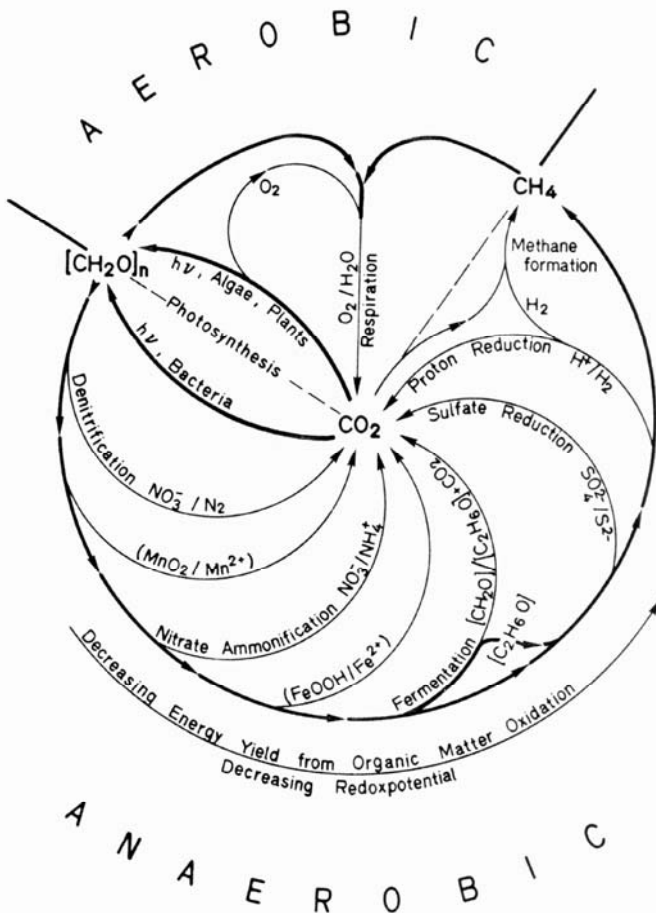 AEROBIC
O₂
CH₄
[CH₂O]ₙ
hν, Algae, Plants
Photosynthesis
hν, Bacteria
O₂/H₂O
Respiration
Methane
formation
H₂
Proton Reduction H⁺/H₂
CO₂
Sulfate Reduction SO₄²⁻/S²⁻
Denitrification NO₃⁻/N₂
(MnO₂/Mn²⁺)
Nitrate Ammonification NO₃⁻/NH₄⁺
(FeOOH/Fe²⁺)
Fermentation [CH₂O]/[C₂H₆O]+CO₂
[C₂H₆O]
Decreasing Energy Yield from Organic Matter Oxidation
Decreasing Redoxpotential
ANAEROBIC